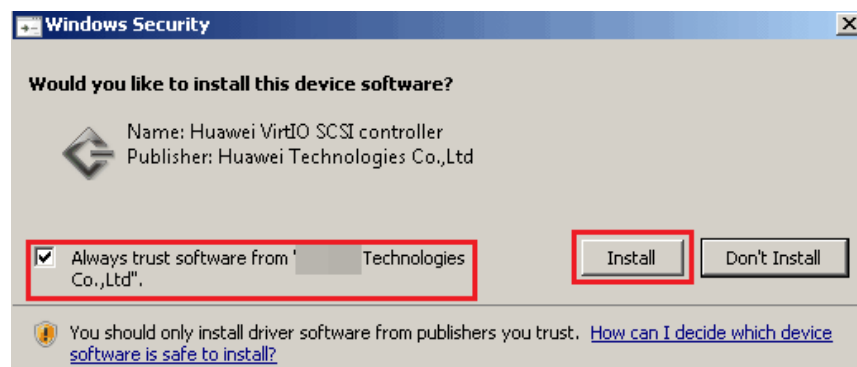 Windows Security
Would you like to install this device software?
Name: Huawei VirtIO SCSI controller
Publisher: Huawei Technologies Co.,Ltd
Always trust software from ' Technologies
Co.,Ltd".
Install
Don't Install
You should only install driver software from publishers you trust. How can I decide which device
software is safe to install?